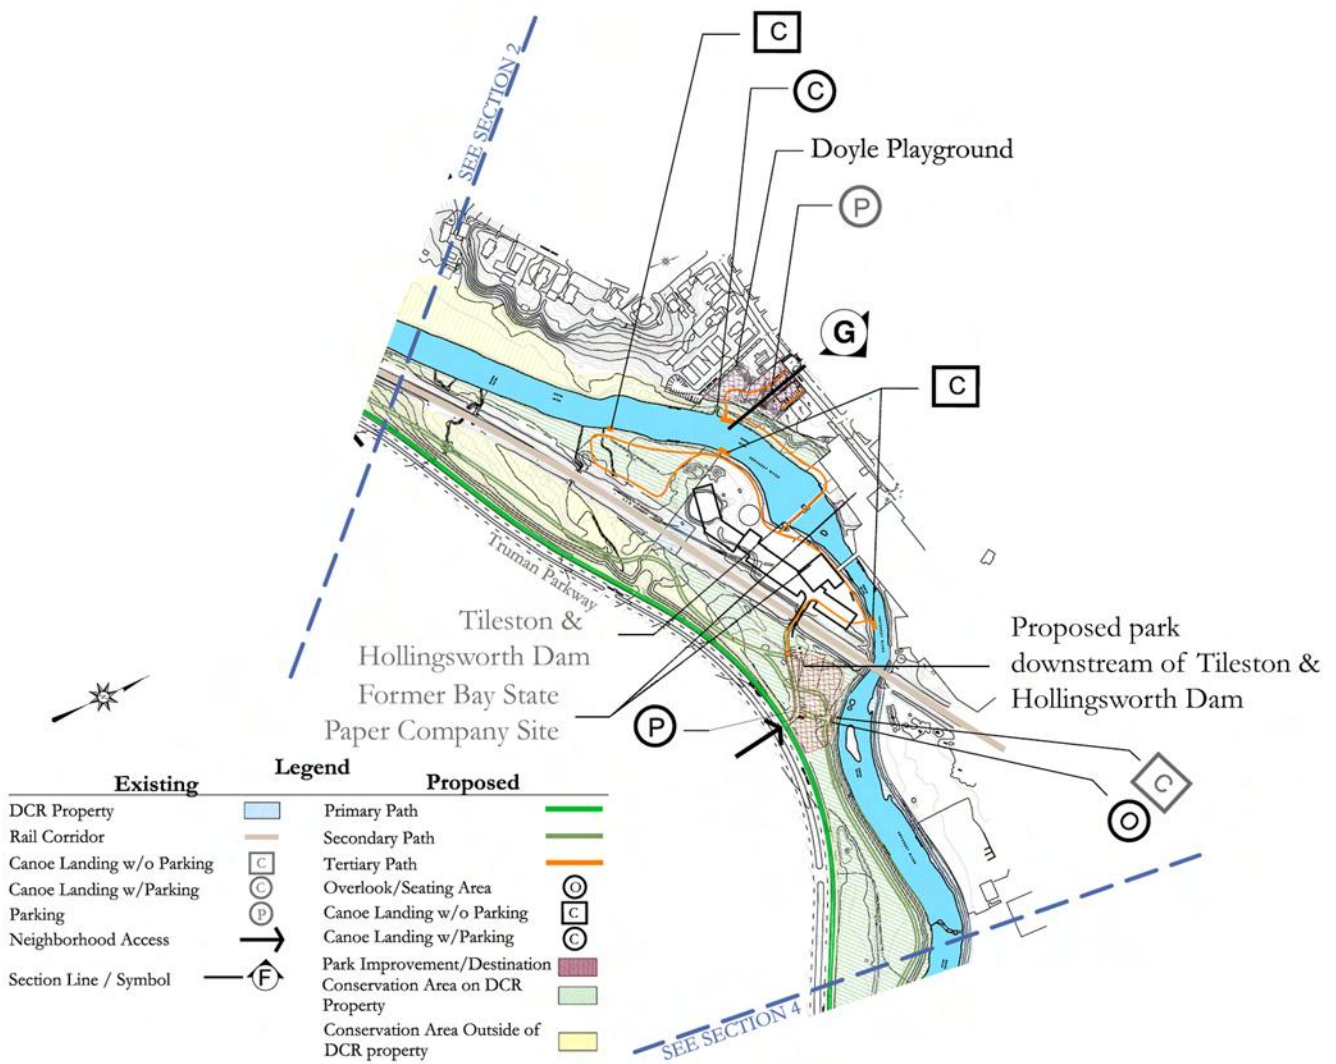 C
SEE SECTION 2
C
Doyle Playground
P
G
C
Truman Parkway
Tileston &
Hollingsworth Dam
Former Bay State
Paper Company Site
Proposed park
downstream of Tileston &
Hollingsworth Dam
P
C
O
Legend
Existing
Proposed
DCR Property
Primary Path
Rail Corridor
Secondary Path
Canoe Landing w/o Parking
C
Tertiary Path
Canoe Landing w/Parking
C
Overlook/Seating Area
O
Parking
P
Canoe Landing w/o Parking
C
Neighborhood Access
Canoe Landing w/Parking
C
Section Line / Symbol
F
Park Improvement/Destination
Conservation Area on DCR
Property
Conservation Area Outside of
DCR property
SEE SECTION 4